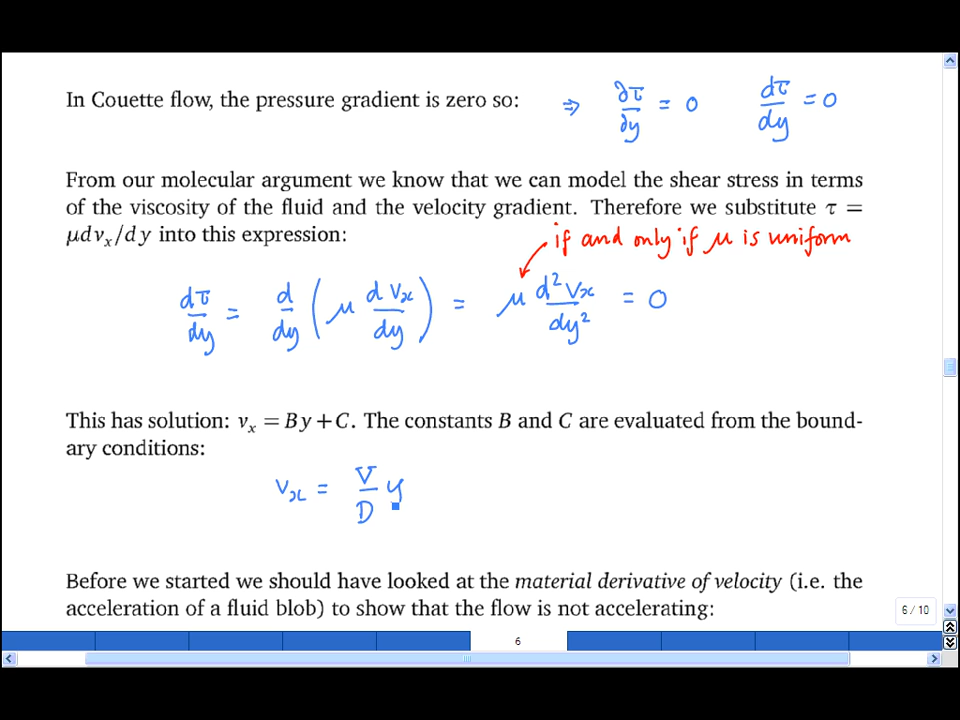 In Couette flow, the pressure gradient is zero so: ⇒ ∂τ/∂y = 0 dτ/dy = 0
From our molecular argument we know that we can model the shear stress in terms
of the viscosity of the fluid and the velocity gradient. Therefore we substitute τ =
μdvₓ/dy into this expression:
if and only if μ is uniform
dτ/dy = d/dy (μ dvₓ/dy) = μ d²vₓ/dy² = 0
This has solution: vₓ = By + C. The constants B and C are evaluated from the bound-
ary conditions:
vₓ = V/D y
Before we started we should have looked at the material derivative of velocity (i.e. the
acceleration of a fluid blob) to show that the flow is not accelerating:
6 / 10
6